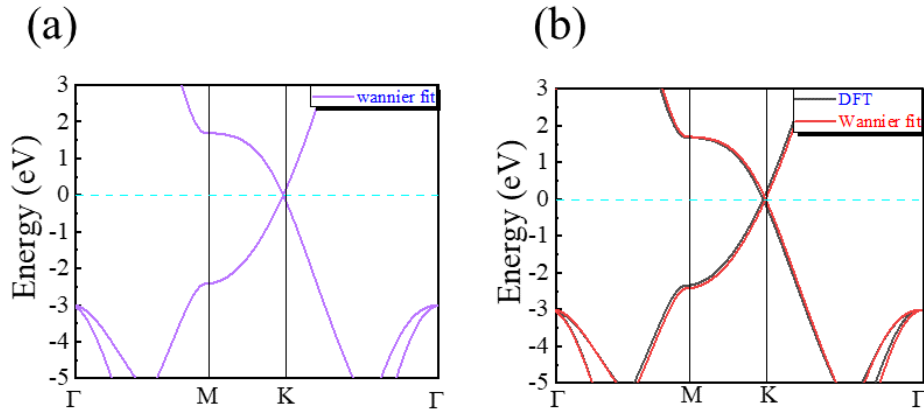 (a)
(b)
Energy (eV)
3
2
1
0
-1
-2
-3
-4
-5
Γ
M
K
Γ
wannier fit
Energy (eV)
3
2
1
0
-1
-2
-3
-4
-5
Γ
M
K
Γ
DFT
Wannier fit